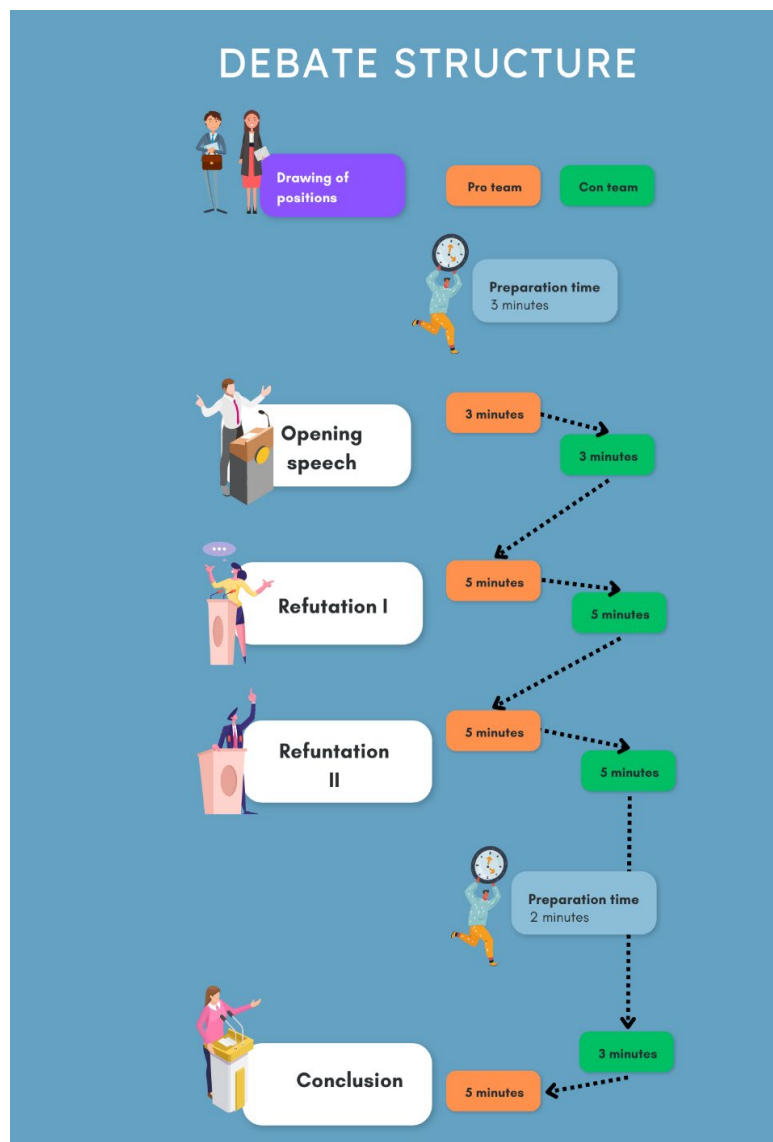 DEBATE STRUCTURE
Drawing of
positions
Pro team
Con team
Preparation time
3 minutes
Opening
speech
3 minutes
3 minutes
Refutation I
5 minutes
5 minutes
Refuntation
II
5 minutes
5 minutes
Preparation time
2 minutes
Conclusion
3 minutes
5 minutes